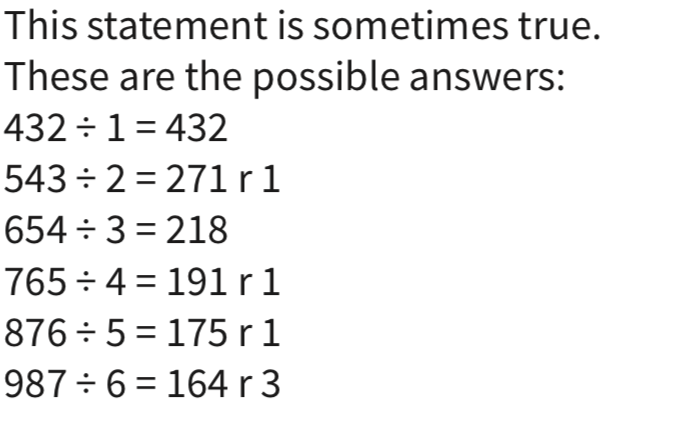 This statement is sometimes true.
These are the possible answers:
432 ÷ 1 = 432
543 ÷ 2 = 271 r 1
654 ÷ 3 = 218
765 ÷ 4 = 191 r 1
876 ÷ 5 = 175 r 1
987 ÷ 6 = 164 r 3